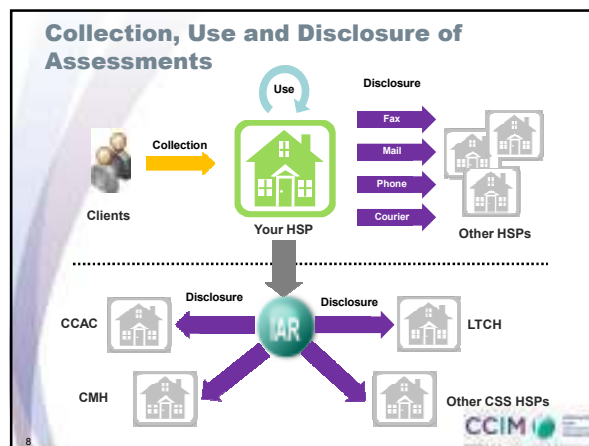 Collection, Use and Disclosure of
Assessments
Use
Disclosure
Fax
Collection
Mail
Phone
Courier
Clients
Your HSP
Other HSPs
Disclosure
Disclosure
CCAC
IAR
LTCH
CMH
Other CSS HSPs
CCIM
8